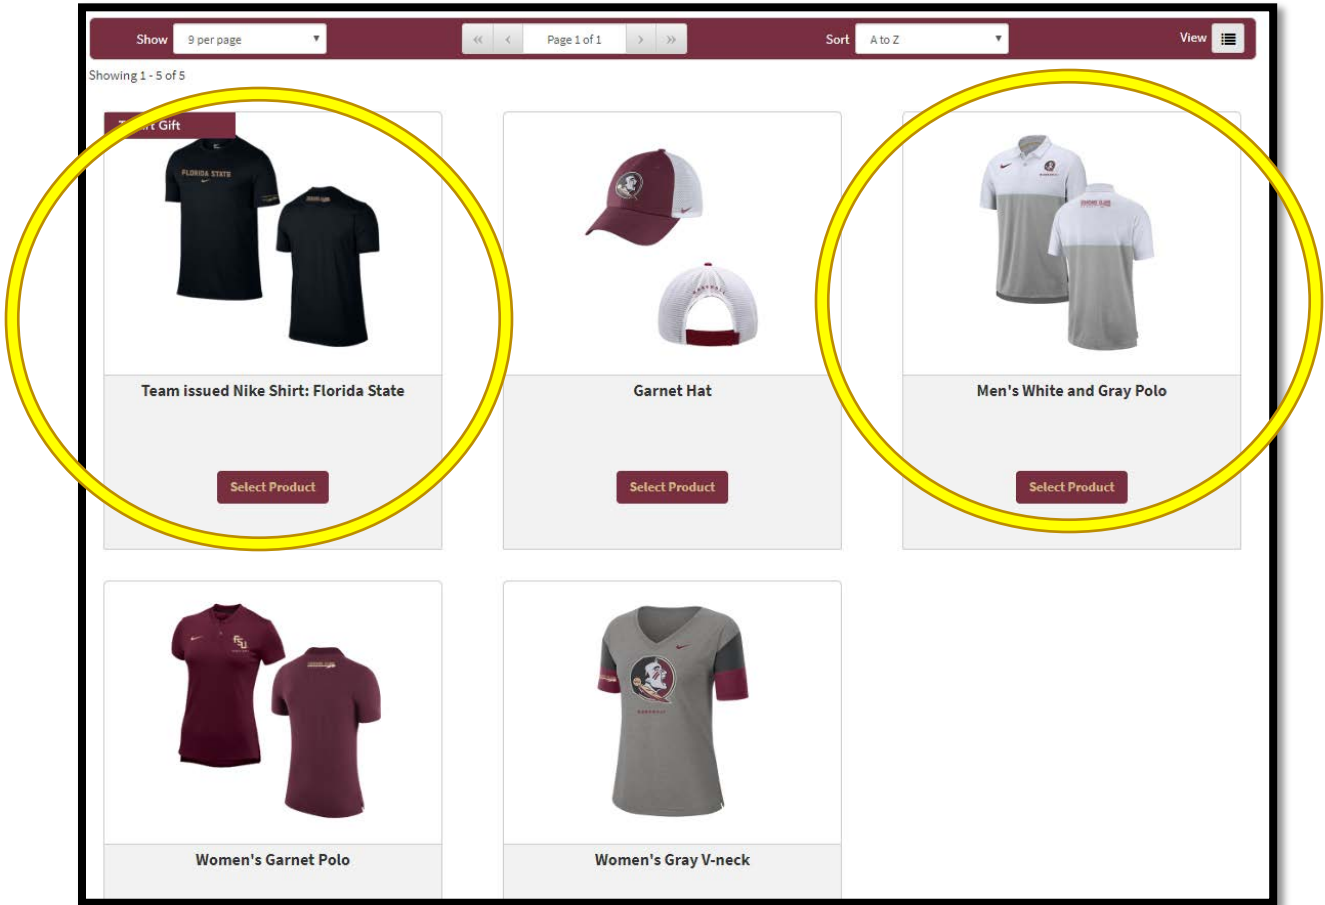 Show 9 per page Page 1 of 1 Sort A to Z View
Showing 1 - 5 of 5
Gift
FLORIDA STATE
Team issued Nike Shirt: Florida State
Garnet Hat
Men's White and Gray Polo
Select Product
Select Product
Select Product
FSU
Women's Garnet Polo
Women's Gray V-neck